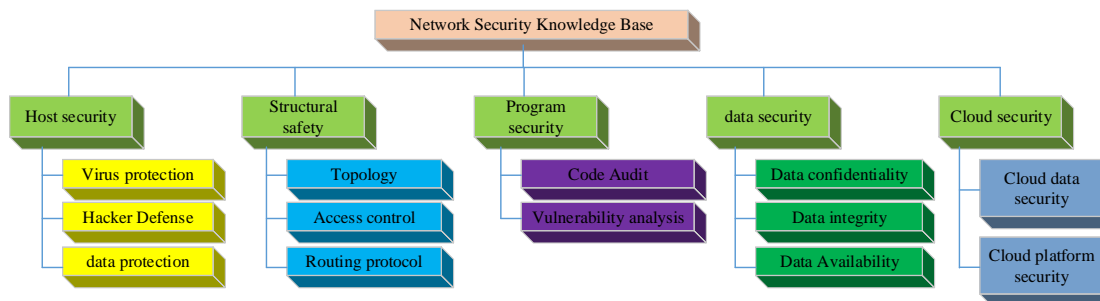 Network Security Knowledge Base
Host security
Structural
safety
Program
security
data security
Cloud security
Virus protection
Hacker Defense
data protection
Topology
Access control
Routing protocol
Code Audit
Vulnerability analysis
Data confidentiality
Data integrity
Data Availability
Cloud data
security
Cloud platform
security